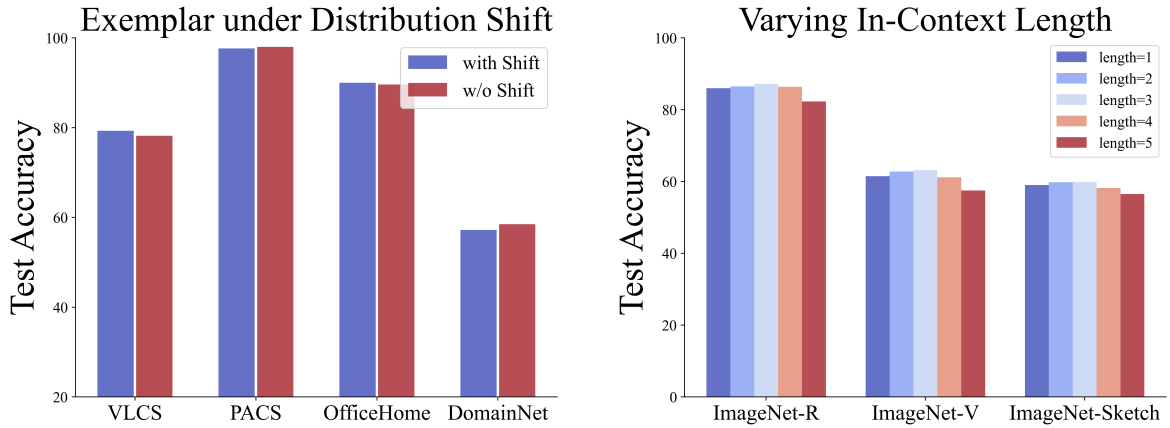 Exemplar under Distribution Shift
Test Accuracy
100
80
60
40
20
with Shift
w/o Shift
VLCS
PACS
OfficeHome
DomainNet
Varying In-Context Length
Test Accuracy
100
80
60
40
20
0
length=1
length=2
length=3
length=4
length=5
ImageNet-R
ImageNet-V
ImageNet-Sketch